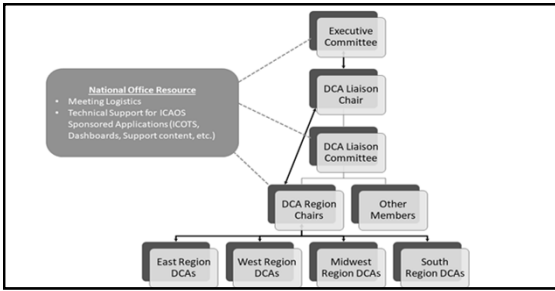 Executive
Committee
National Office Resource
• Meeting Logistics
• Technical Support for ICAOS
Sponsored Applications (ICOTS,
Dashboards, Support content, etc.)
DCA Liaison
Chair
DCA Liaison
Committee
DCA Region
Chairs
Other
Members
East Region
DCAs
West Region
DCAs
Midwest
Region DCAs
South
Region DCAs